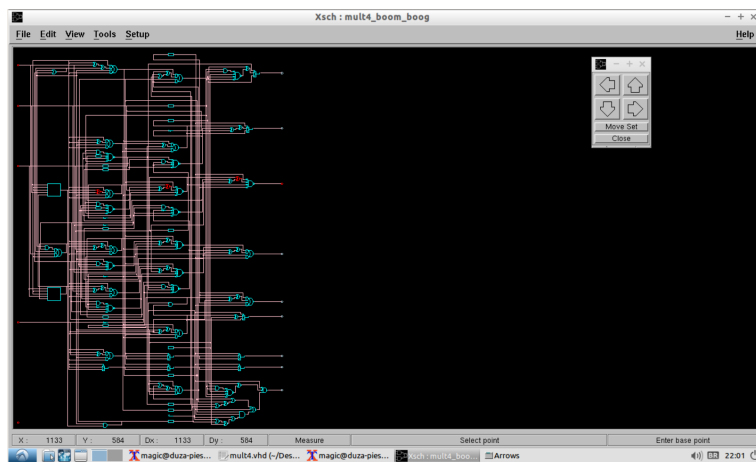 Xsch : mult4_boom_boog
File Edit View Tools Setup Help
Move Set
Close
X : 1133 Y : 584 Dx : 1133 Dy : 584 Measure Select point Enter base point
magic@duza-pies... mult4.vhd (~/Des... magic@duza-pies... Xsch : mult4_boo... Arrows BR 22:01